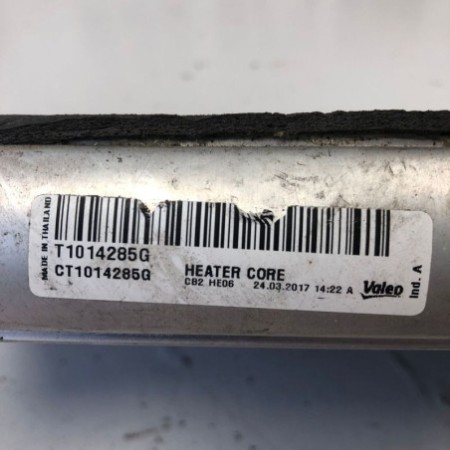 MADE IN THAILAND
T1014285G
CT1014285G
HEATER CORE
CB2 HE06 24.03.2017 14:22 A
Valeo
Ind. A